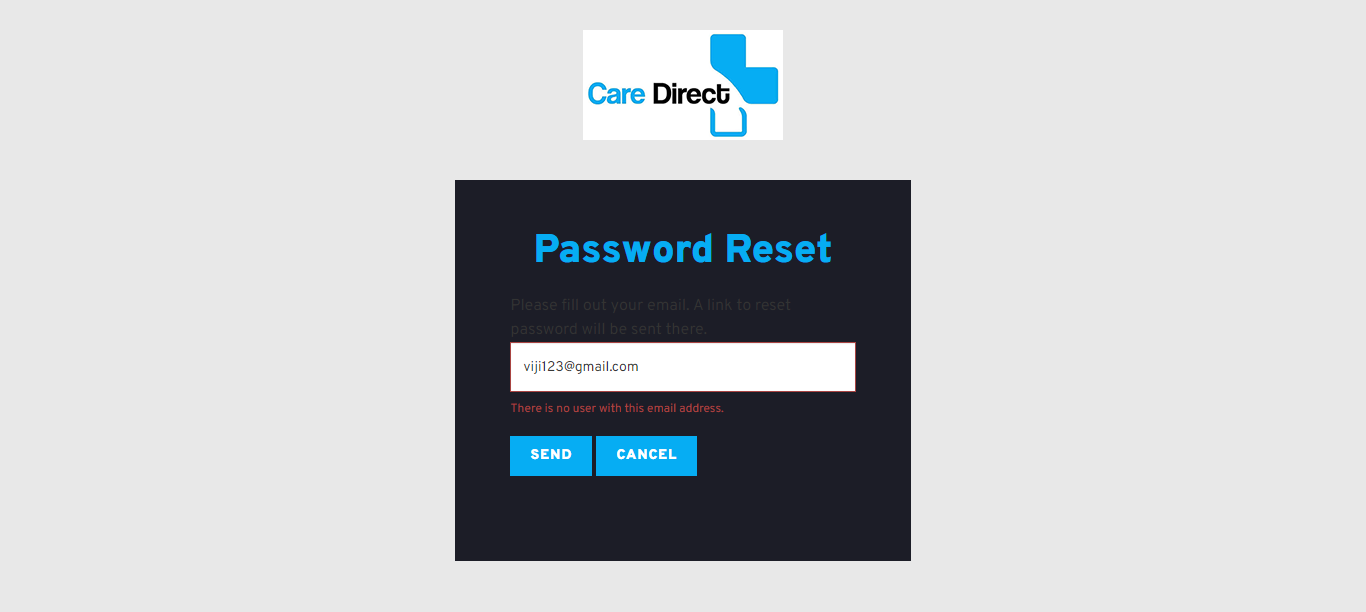 Care Direct
Password Reset
Please fill out your email. A link to reset
password will be sent there.
viji123@gmail.com
There is no user with this email address.
SEND CANCEL